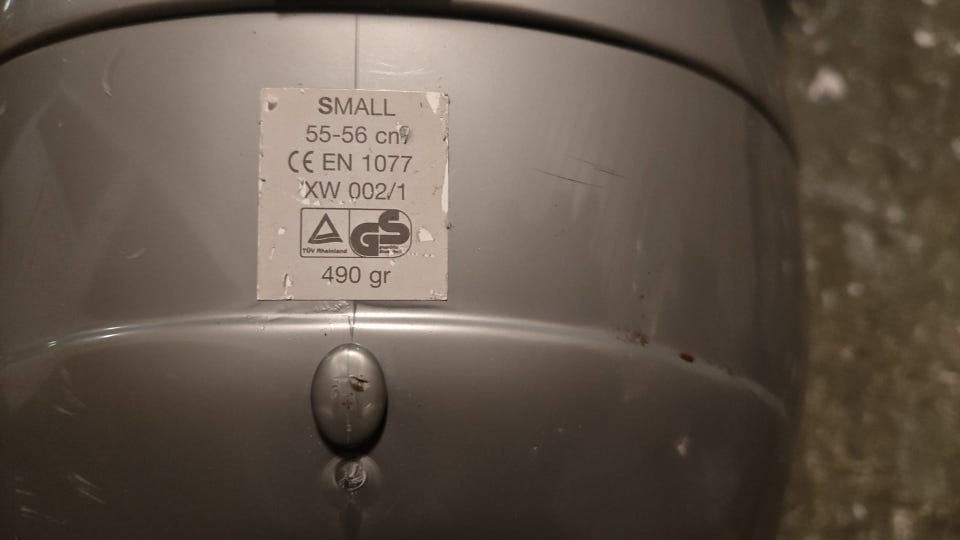 SMALL
55-56 cm
CE EN 1077
XW 002/1
TÜV Rheinland
GS
490 gr